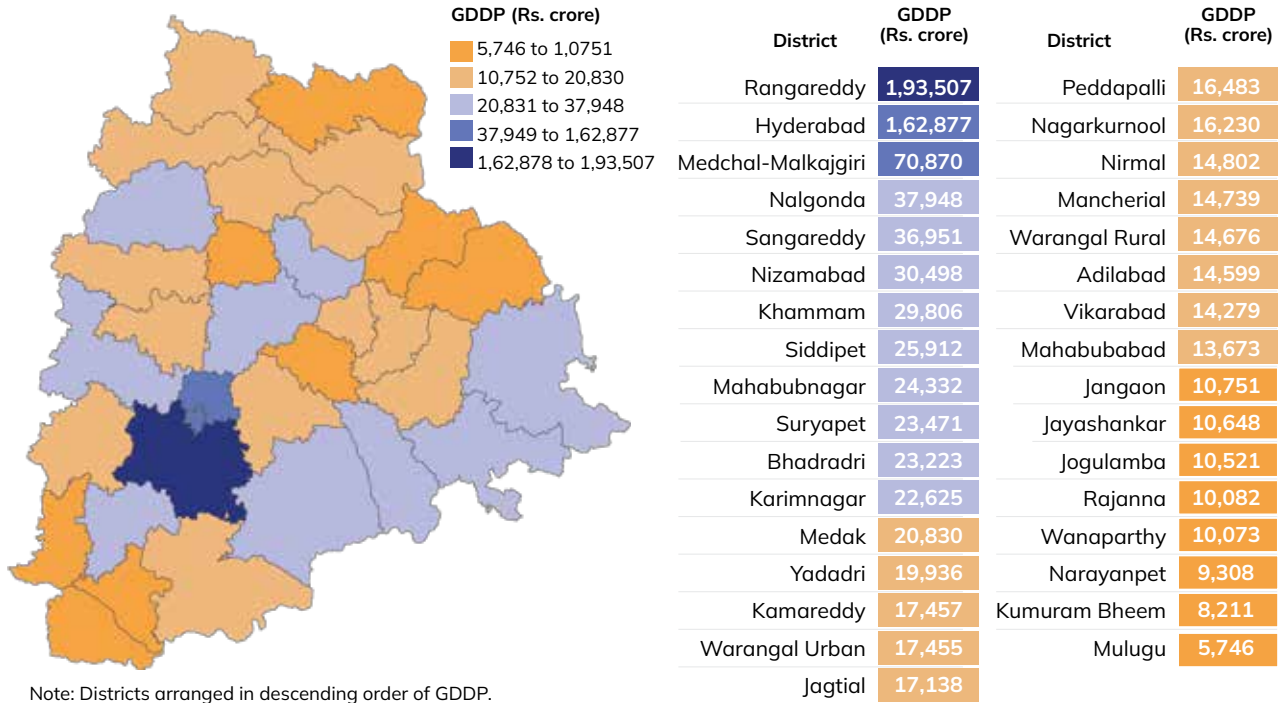 GDDP (Rs. crore)
5,746 to 1,0751
10,752 to 20,830
20,831 to 37,948
37,949 to 1,62,877
1,62,878 to 1,93,507
District GDDP (Rs. crore)
Rangareddy 1,93,507
Hyderabad 1,62,877
Medchal-Malkajgiri 70,870
Nalgonda 37,948
Sangareddy 36,951
Nizamabad 30,498
Khammam 29,806
Siddipet 25,912
Mahabubnagar 24,332
Suryapet 23,471
Bhadradri 23,223
Karimnagar 22,625
Medak 20,830
Yadadri 19,936
Kamareddy 17,457
Warangal Urban 17,455
Jagtial 17,138
District GDDP (Rs. crore)
Peddapalli 16,483
Nagarkurnool 16,230
Nirmal 14,802
Mancherial 14,739
Warangal Rural 14,676
Adilabad 14,599
Vikarabad 14,279
Mahabubabad 13,673
Jangaon 10,751
Jayashankar 10,648
Jogulamba 10,521
Rajanna 10,082
Wanaparthy 10,073
Narayanpet 9,308
Kumuram Bheem 8,211
Mulugu 5,746
Note: Districts arranged in descending order of GDDP.